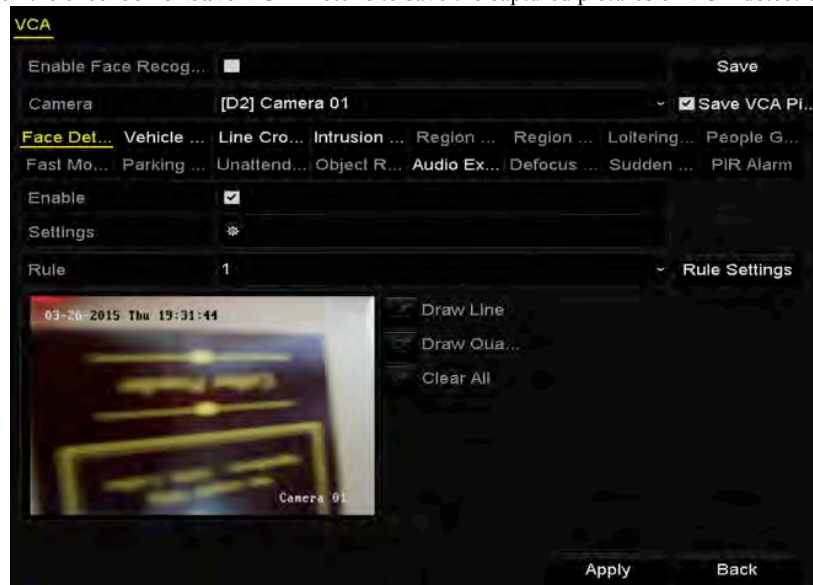 VCA
Enable Face Recog...
Save
Camera [D2] Camera 01
Save VCA Pi..
Face Det... Vehicle ... Line Cro... Intrusion ... Region ... Region ... Loitering... People G...
Fast Mo... Parking ... Unattend... Object R... Audio Ex... Defocus ... Sudden ... PIR Alarm
Enable
Settings
Rule 1
Rule Settings
03-26-2015 Thu 19:31:44
Draw Line
Draw Qua...
Clear All
Camera 01
Apply Back